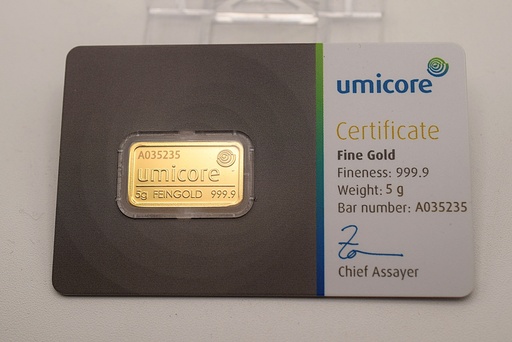 A035235
umicore
5g FEINGOLD 999.9
umicore
Certificate
Fine Gold
Fineness: 999.9
Weight: 5 g
Bar number: A035235
Chief Assayer